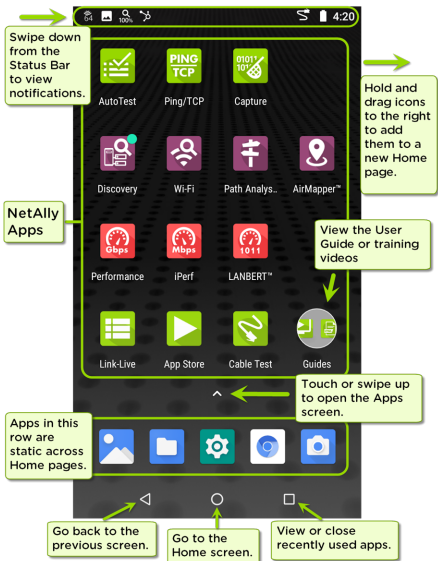 64
100%
4:20
Swipe down
from the
Status Bar
to view
notifications.
AutoTest
PING
TCP
Ping/TCP
Capture
Hold and
drag icons
to the right
to add
them to a
new Home
page.
Discovery
Wi-Fi
Path Analys..
AirMapper™
NetAlly
Apps
Gbps
Performance
Mbps
iPerf
1011
LANBERT™
View the User
Guide or training
videos
Link-Live
App Store
Cable Test
Guides
Touch or swipe up
to open the Apps
screen.
Apps in this
row are
static across
Home pages.
Go back to the
previous screen.
Go to the
Home screen.
View or close
recently used apps.